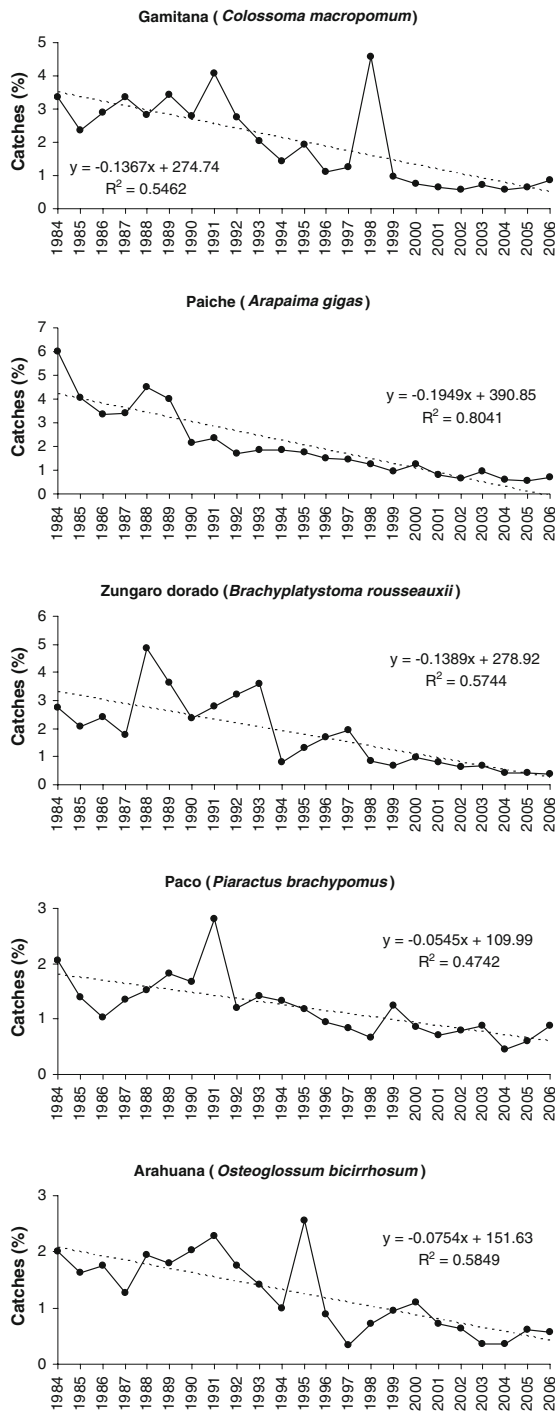 Gamitana (Colossoma macropomum)
Catches (%)
5
4
3
2
1
0
y = -0.1367x + 274.74
R² = 0.5462
1984 1985 1986 1987 1988 1989 1990 1991 1992 1993 1994 1995 1996 1997 1998 1999 2000 2001 2002 2003 2004 2005 2006
Paiche (Arapaima gigas)
Catches (%)
7
6
5
4
3
2
1
0
y = -0.1949x + 390.85
R² = 0.8041
1984 1985 1986 1987 1988 1989 1990 1991 1992 1993 1994 1995 1996 1997 1998 1999 2000 2001 2002 2003 2004 2005 2006
Zungaro dorado (Brachyplatystoma rousseauxii)
Catches (%)
6
5
4
3
2
1
0
y = -0.1389x + 278.92
R² = 0.5744
1984 1985 1986 1987 1988 1989 1990 1991 1992 1993 1994 1995 1996 1997 1998 1999 2000 2001 2002 2003 2004 2005 2006
Paco (Piaractus brachypomus)
Catches (%)
3
2
1
0
y = -0.0545x + 109.99
R² = 0.4742
1984 1985 1986 1987 1988 1989 1990 1991 1992 1993 1994 1995 1996 1997 1998 1999 2000 2001 2002 2003 2004 2005 2006
Arahuana (Osteoglossum bicirrhosum)
Catches (%)
3
2
1
0
y = -0.0754x + 151.63
R² = 0.5849
1984 1985 1986 1987 1988 1989 1990 1991 1992 1993 1994 1995 1996 1997 1998 1999 2000 2001 2002 2003 2004 2005 2006